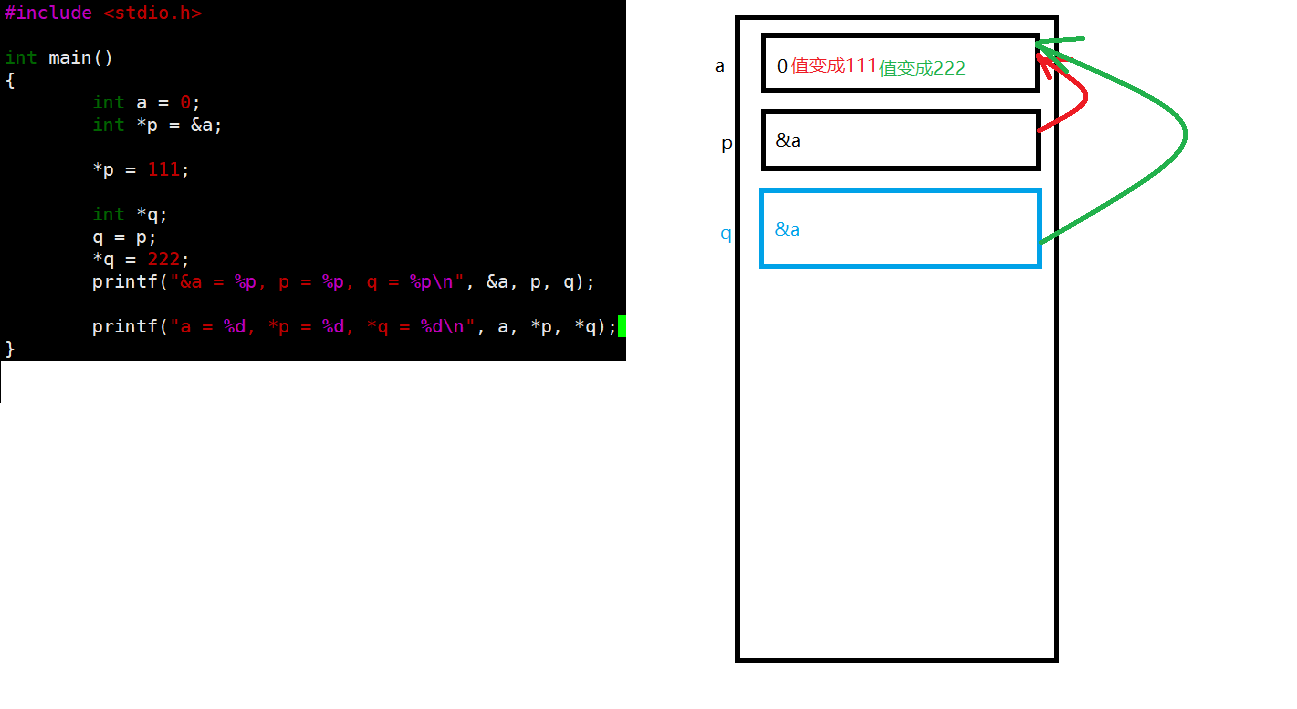 #include <stdio.h>
int main()
{
int a = 0;
int *p = &a;
*p = 111;
int *q;
q = p;
*q = 222;
printf("&a = %p, p = %p, q = %p\n", &a, p, q);
printf("a = %d, *p = %d, *q = %d\n", a, *p, *q);
}
a
0 值变成111 值变成222
p
&a
q
&a